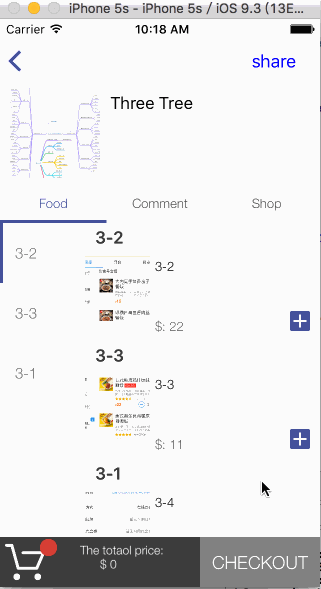 iPhone 5s - iPhone 5s / iOS 9.3 (13E...
Carrier 10:18 AM
share
Three Tree
Food Comment Shop
3-2
3-3
3-1
3-2
3-2
$: 22
3-3
3-3
$: 11
3-1
3-4
The totaol price:
$ 0
CHECKOUT